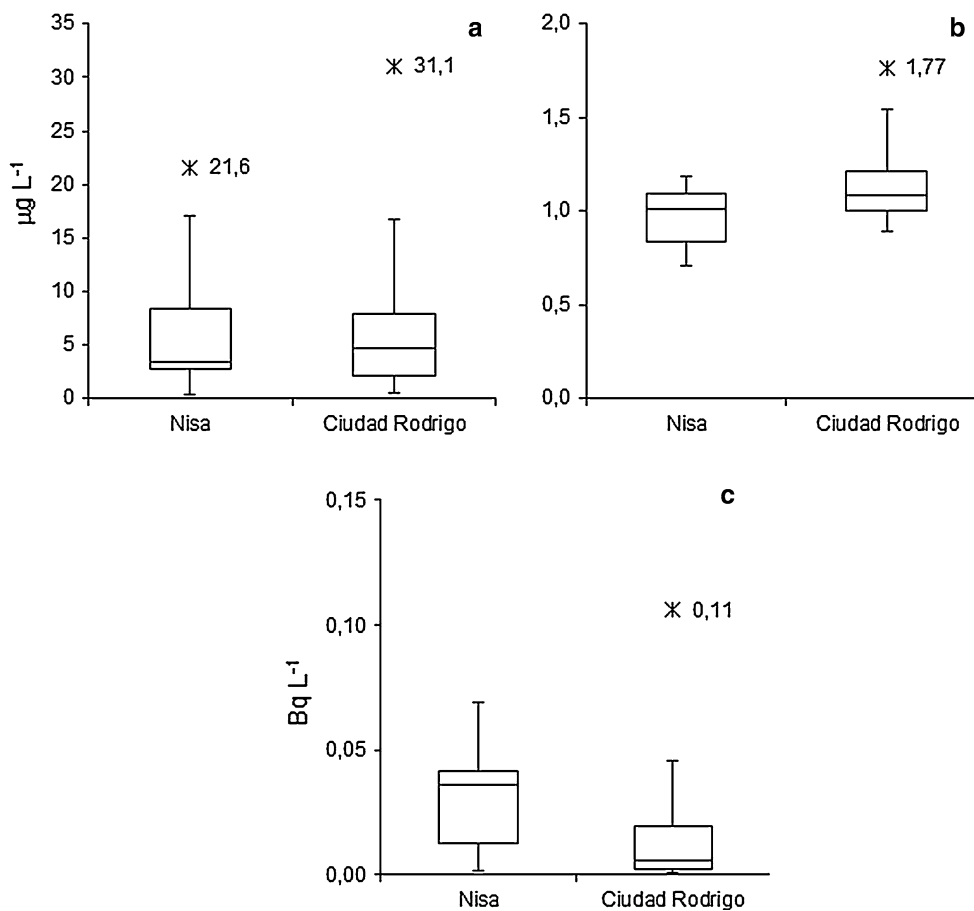 a
35
30
25
20
15
10
5
0
µg L⁻¹
21,6
31,1
Nisa
Ciudad Rodrigo
b
2,0
1,5
1,0
0,5
0,0
1,77
Nisa
Ciudad Rodrigo
c
0,15
0,10
0,05
0,00
Bq L⁻¹
0,11
Nisa
Ciudad Rodrigo